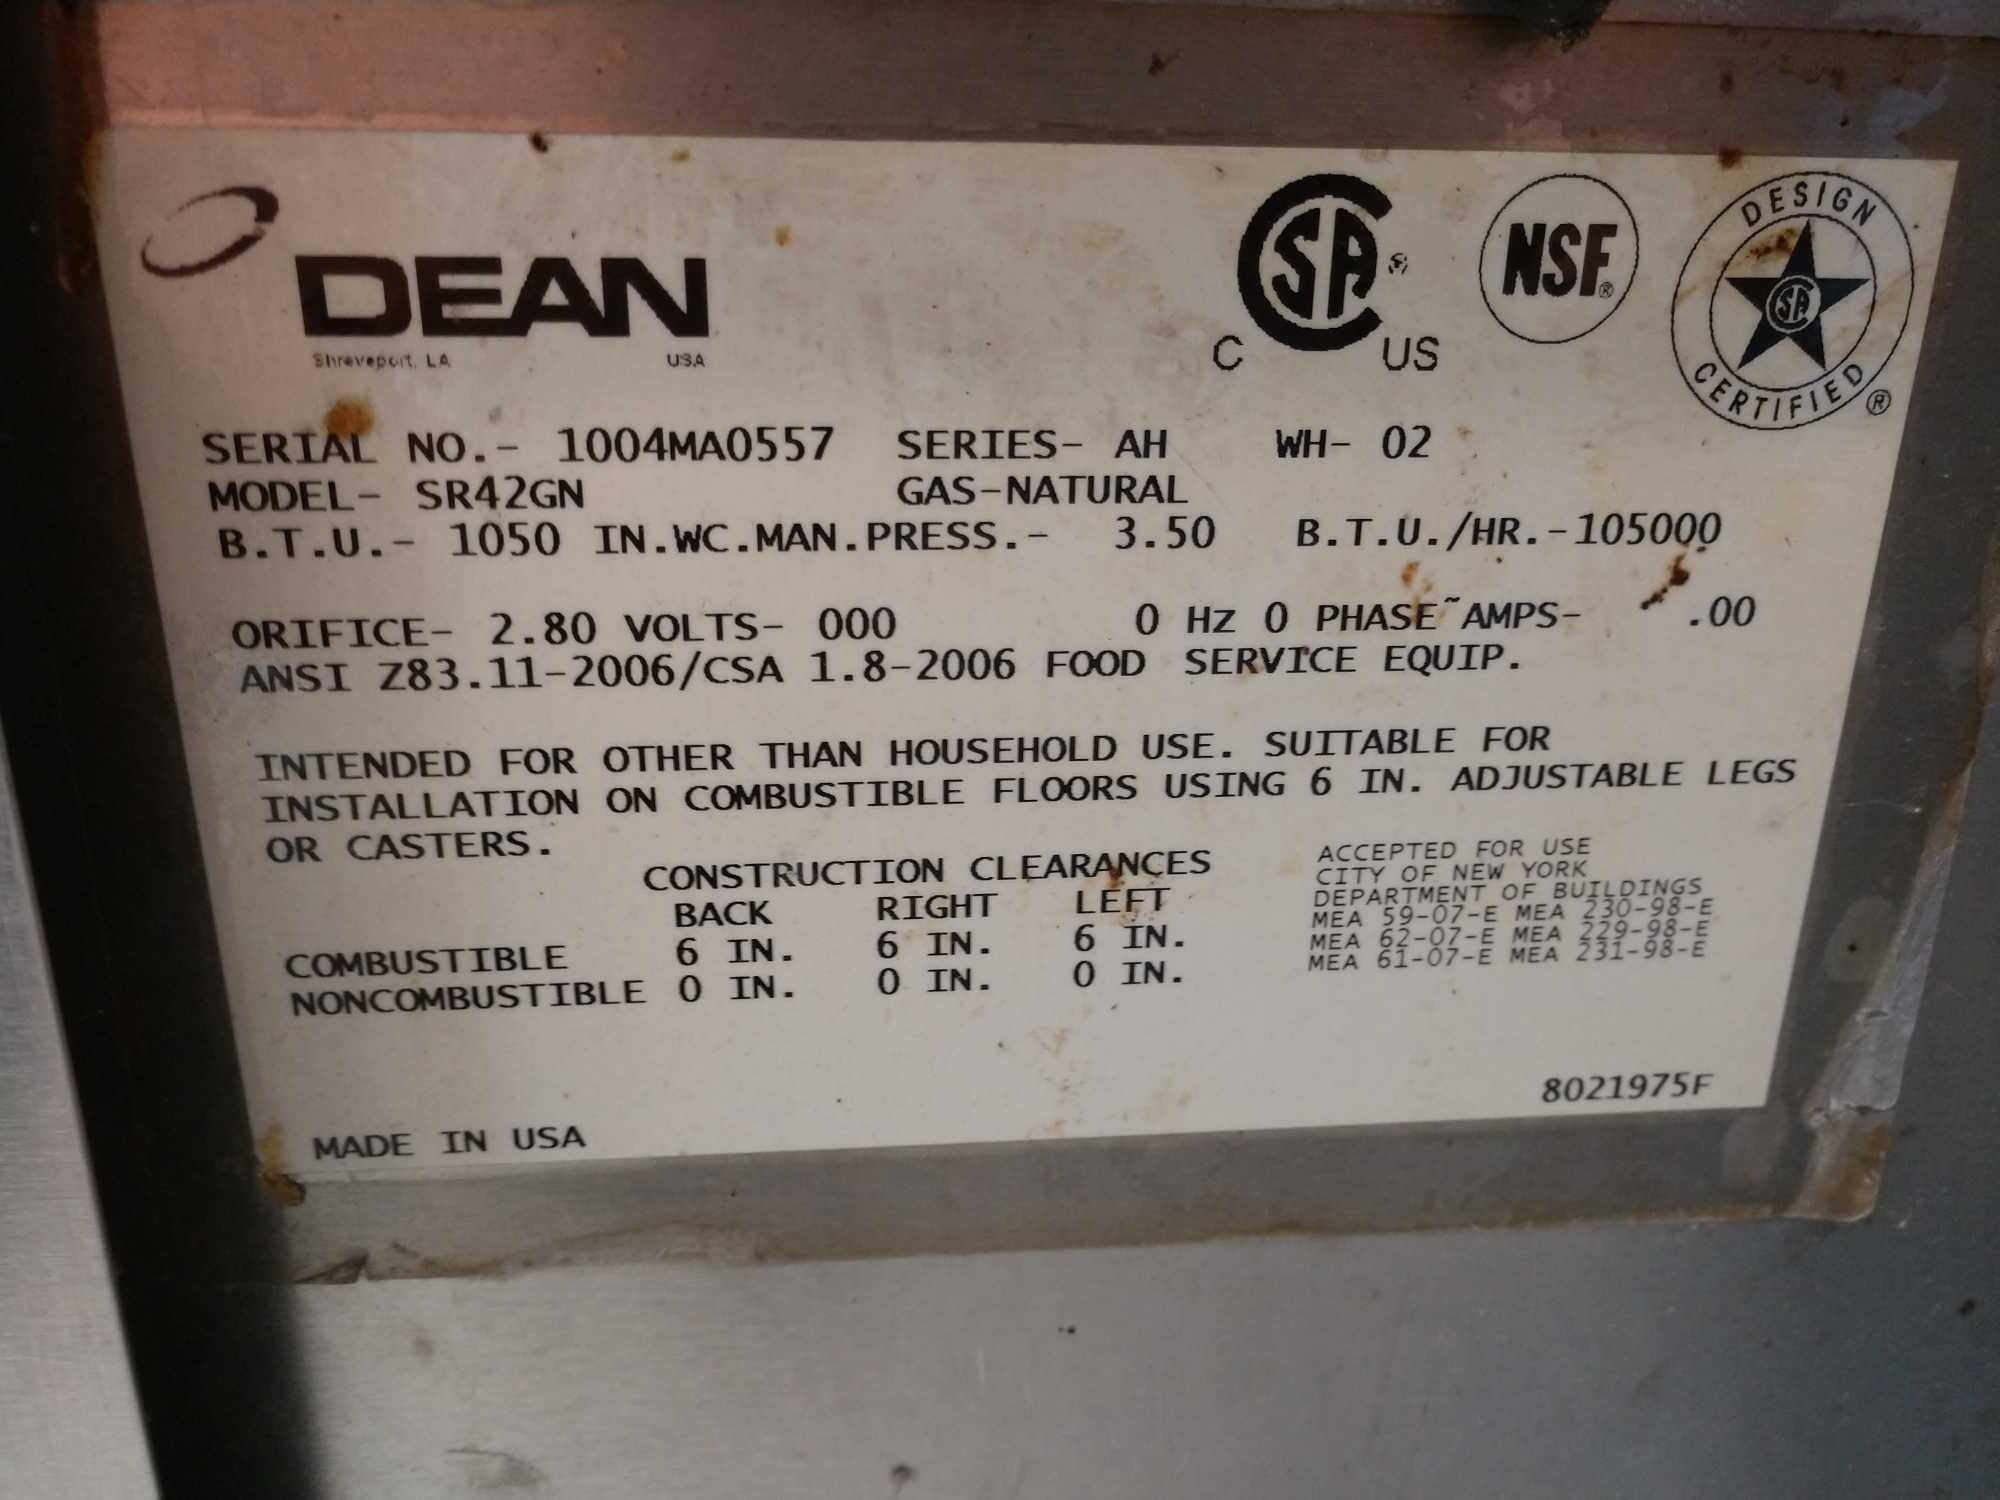 DEAN
Shreveport, LA USA
CSA® C US
NSF®
DESIGN CERTIFIED ®
CSA
SERIAL NO.- 1004MA0557 SERIES- AH WH- 02
MODEL- SR42GN GAS-NATURAL
B.T.U.- 1050 IN.WC.MAN.PRESS.- 3.50 B.T.U./HR.-105000
ORIFICE- 2.80 VOLTS- 000 0 HZ 0 PHASE~AMPS- .00
ANSI Z83.11-2006/CSA 1.8-2006 FOOD SERVICE EQUIP.
INTENDED FOR OTHER THAN HOUSEHOLD USE. SUITABLE FOR
INSTALLATION ON COMBUSTIBLE FLOORS USING 6 IN. ADJUSTABLE LEGS
OR CASTERS.
CONSTRUCTION CLEARANCES
BACK RIGHT LEFT
COMBUSTIBLE 6 IN. 6 IN. 6 IN.
NONCOMBUSTIBLE 0 IN. 0 IN. 0 IN.
ACCEPTED FOR USE
CITY OF NEW YORK
DEPARTMENT OF BUILDINGS
MEA 59-07-E MEA 230-98-E
MEA 62-07-E MEA 229-98-E
MEA 61-07-E MEA 231-98-E
8021975F
MADE IN USA